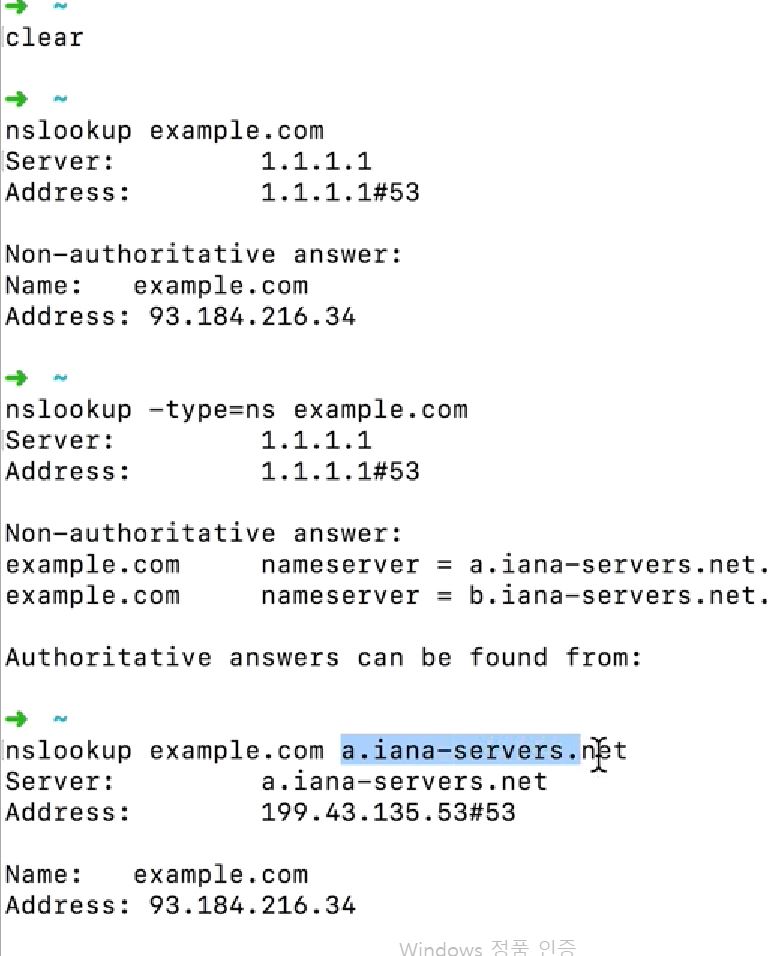 ➜ ~
clear
➜ ~
nslookup example.com
Server: 1.1.1.1
Address: 1.1.1.1#53
Non-authoritative answer:
Name: example.com
Address: 93.184.216.34
➜ ~
nslookup -type=ns example.com
Server: 1.1.1.1
Address: 1.1.1.1#53
Non-authoritative answer:
example.com nameserver = a.iana-servers.net.
example.com nameserver = b.iana-servers.net.
Authoritative answers can be found from:
➜ ~
nslookup example.com a.iana-servers.net
Server: a.iana-servers.net
Address: 199.43.135.53#53
Name: example.com
Address: 93.184.216.34
Windows 정품 인증